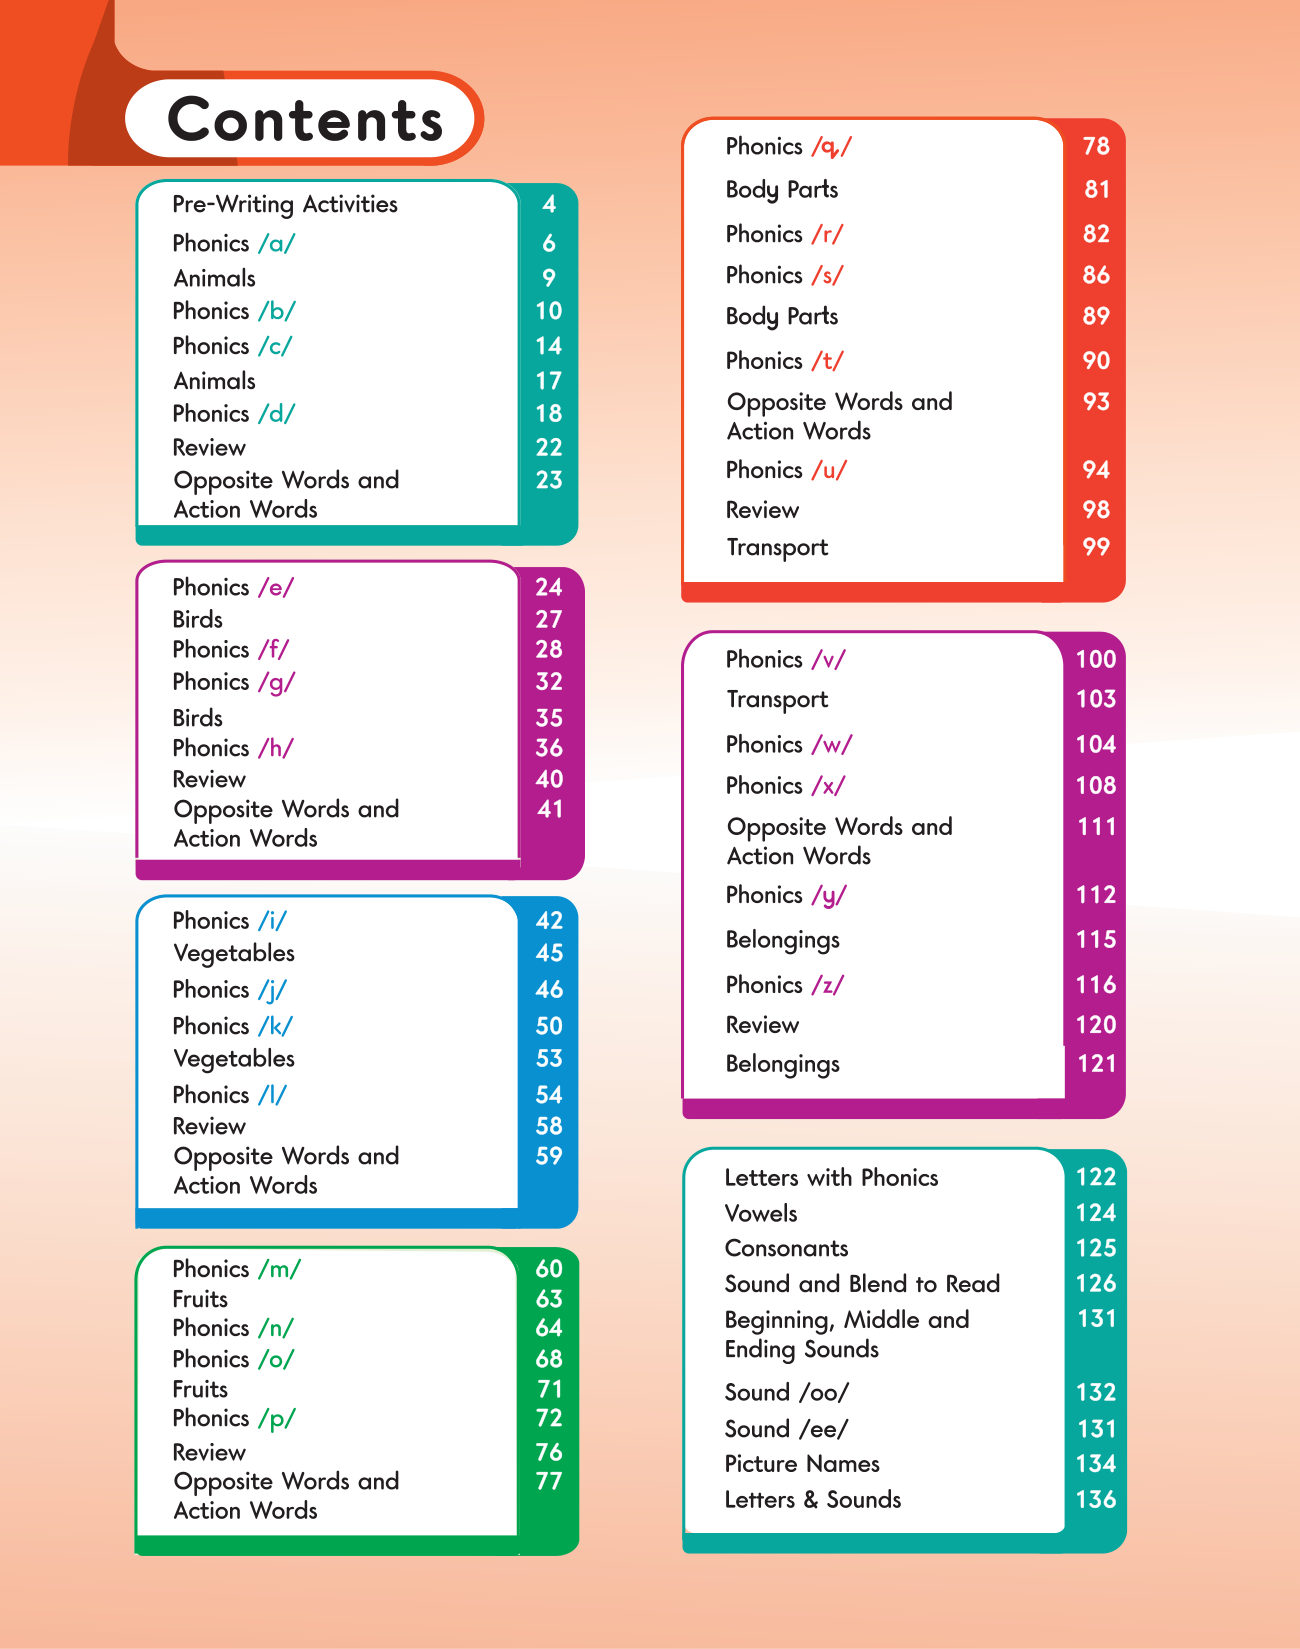 Contents
Pre-Writing Activities 4
Phonics /a/ 6
Animals 9
Phonics /b/ 10
Phonics /c/ 14
Animals 17
Phonics /d/ 18
Review 22
Opposite Words and 23
Action Words
Phonics /e/ 24
Birds 27
Phonics /f/ 28
Phonics /g/ 32
Birds 35
Phonics /h/ 36
Review 40
Opposite Words and 41
Action Words
Phonics /i/ 42
Vegetables 45
Phonics /j/ 46
Phonics /k/ 50
Vegetables 53
Phonics /l/ 54
Review 58
Opposite Words and 59
Action Words
Phonics /m/ 60
Fruits 63
Phonics /n/ 64
Phonics /o/ 68
Fruits 71
Phonics /p/ 72
Review 76
Opposite Words and 77
Action Words
Phonics /q/ 78
Body Parts 81
Phonics /r/ 82
Phonics /s/ 86
Body Parts 89
Phonics /t/ 90
Opposite Words and 93
Action Words
Phonics /u/ 94
Review 98
Transport 99
Phonics /v/ 100
Transport 103
Phonics /w/ 104
Phonics /x/ 108
Opposite Words and 111
Action Words
Phonics /y/ 112
Belongings 115
Phonics /z/ 116
Review 120
Belongings 121
Letters with Phonics 122
Vowels 124
Consonants 125
Sound and Blend to Read 126
Beginning, Middle and 131
Ending Sounds
Sound /oo/ 132
Sound /ee/ 131
Picture Names 134
Letters & Sounds 136